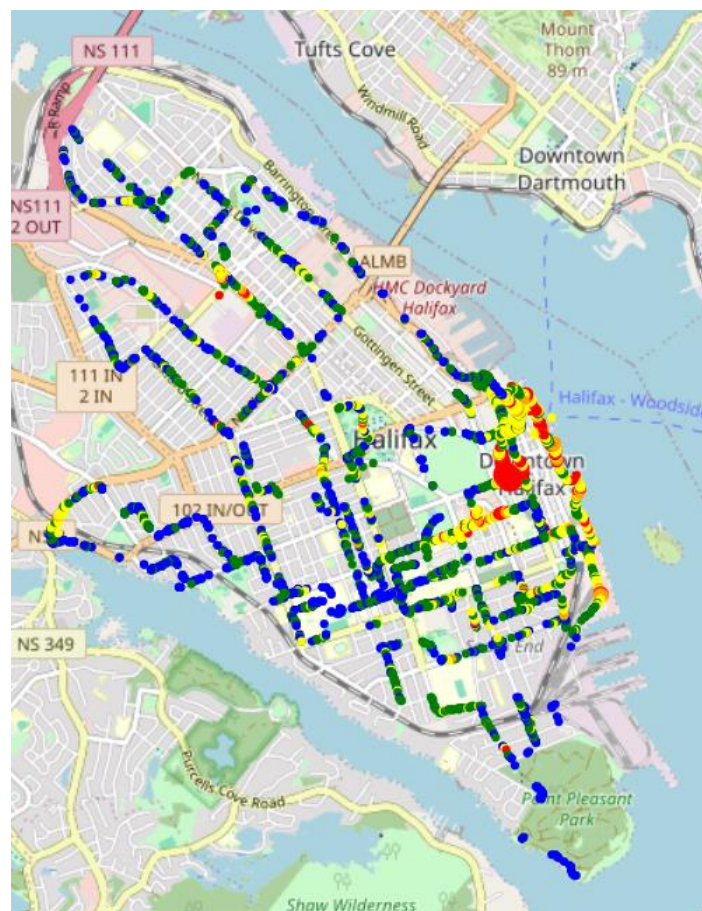 NS 111
Tufts Cove
Mount
Thom
89 m
R-Ramp
Windmill Road
Downtown
Dartmouth
Barrington
NS111
2 OUT
ALMB
HMC Dockyard
Halifax
Gottingen Street
111 IN
2 IN
Halifax - Woodside
Halifax
Downtown
Halifax
102 IN/OUT
NS 349
End
Purcells Cove Road
Point Pleasant
Park
Shaw Wilderness